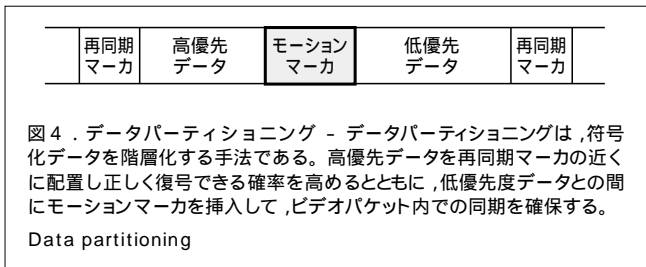 再同期 高優先 モーション 低優先 再同期
マーカ データ マーカ データ マーカ
図4．データパーティショニング － データパーティショニングは，符号
化データを階層化する手法である。高優先データを再同期マーカの近く
に配置し正しく復号できる確率を高めるとともに，低優先度データとの間
にモーションマーカを挿入して，ビデオパケット内での同期を確保する。
Data partitioning